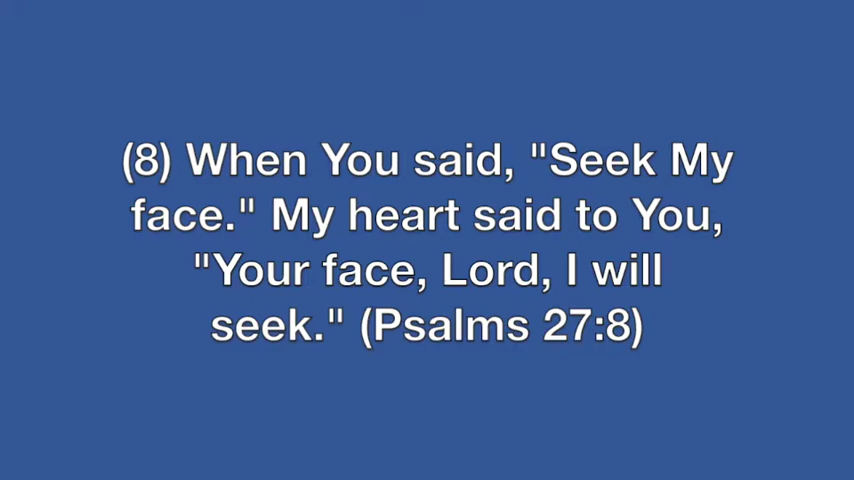 (8) When You said, "Seek My
face." My heart said to You,
"Your face, Lord, I will
seek." (Psalms 27:8)